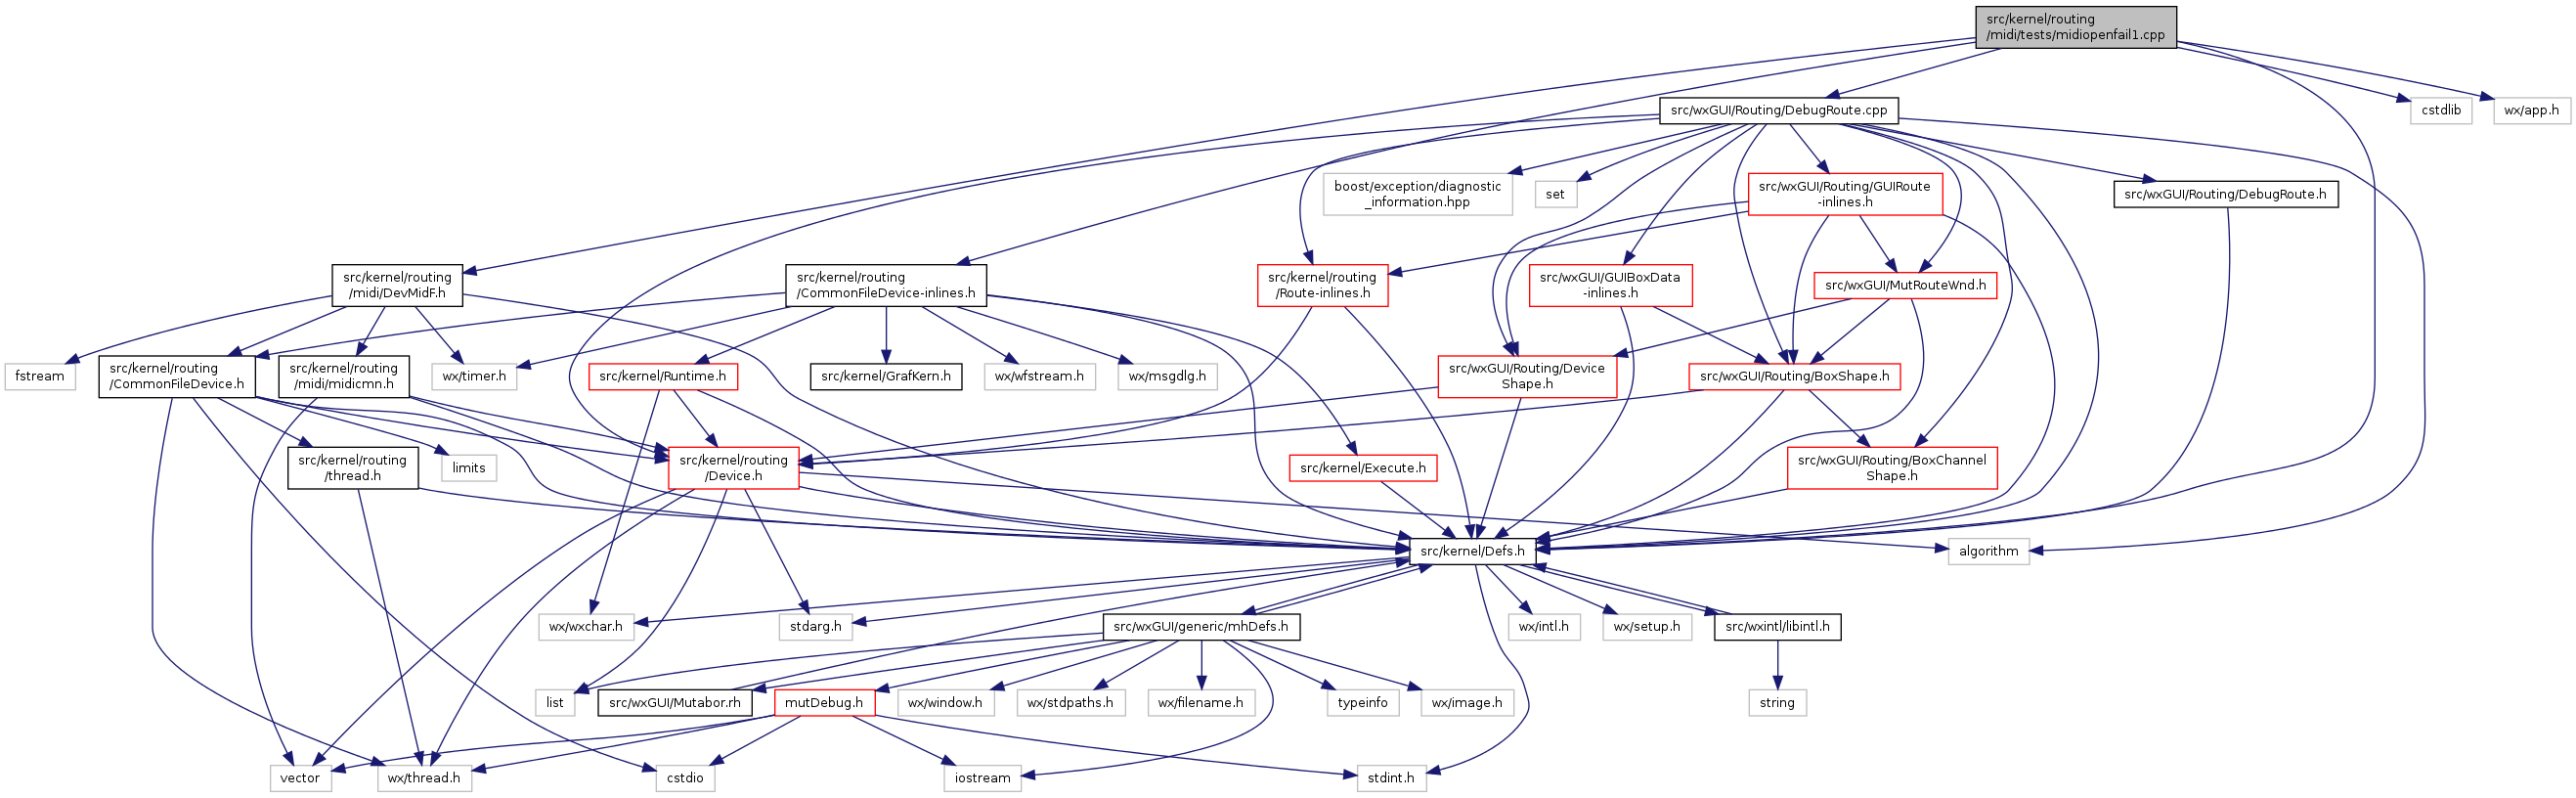 src/kernel/routing
/midi/tests/midiopenfail1.cpp
src/wxGUI/Routing/DebugRoute.cpp
cstdlib
wx/app.h
boost/exception/diagnostic
_information.hpp
set
src/wxGUI/Routing/GUIRoute
-inlines.h
src/wxGUI/Routing/DebugRoute.h
src/kernel/routing
/midi/DevMidF.h
src/kernel/routing
/CommonFileDevice-inlines.h
src/kernel/routing
/Route-inlines.h
src/wxGUI/GUIBoxData
-inlines.h
src/wxGUI/MutRouteWnd.h
fstream
src/kernel/routing
/CommonFileDevice.h
src/kernel/routing
/midi/midicmn.h
wx/timer.h
src/kernel/Runtime.h
src/kernel/GrafKern.h
wx/wfstream.h
wx/msgdlg.h
src/wxGUI/Routing/Device
Shape.h
src/wxGUI/Routing/BoxShape.h
src/kernel/routing
/thread.h
limits
src/kernel/routing
/Device.h
src/kernel/Execute.h
src/wxGUI/Routing/BoxChannel
Shape.h
src/kernel/Defs.h
algorithm
wx/wxchar.h
stdarg.h
src/wxGUI/generic/mhDefs.h
wx/intl.h
wx/setup.h
src/wxintl/libintl.h
list
src/wxGUI/Mutabor.rh
mutDebug.h
wx/window.h
wx/stdpaths.h
wx/filename.h
typeinfo
wx/image.h
string
vector
wx/thread.h
cstdio
iostream
stdint.h